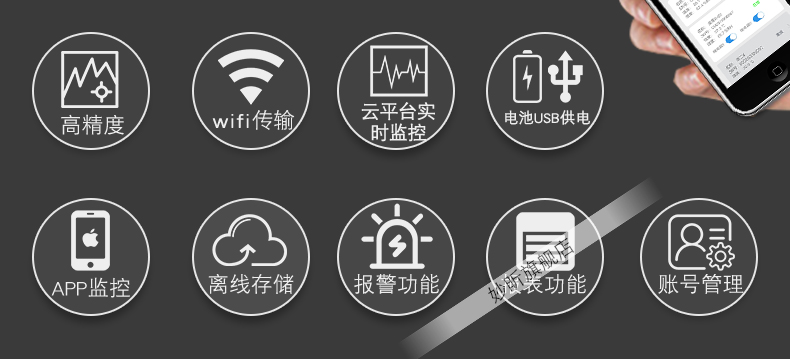 高精度
wifi传输
云平台实
时监控
电池USB供电
APP监控
离线存储
报警功能
表功能
账号管理
妙昕旗舰店